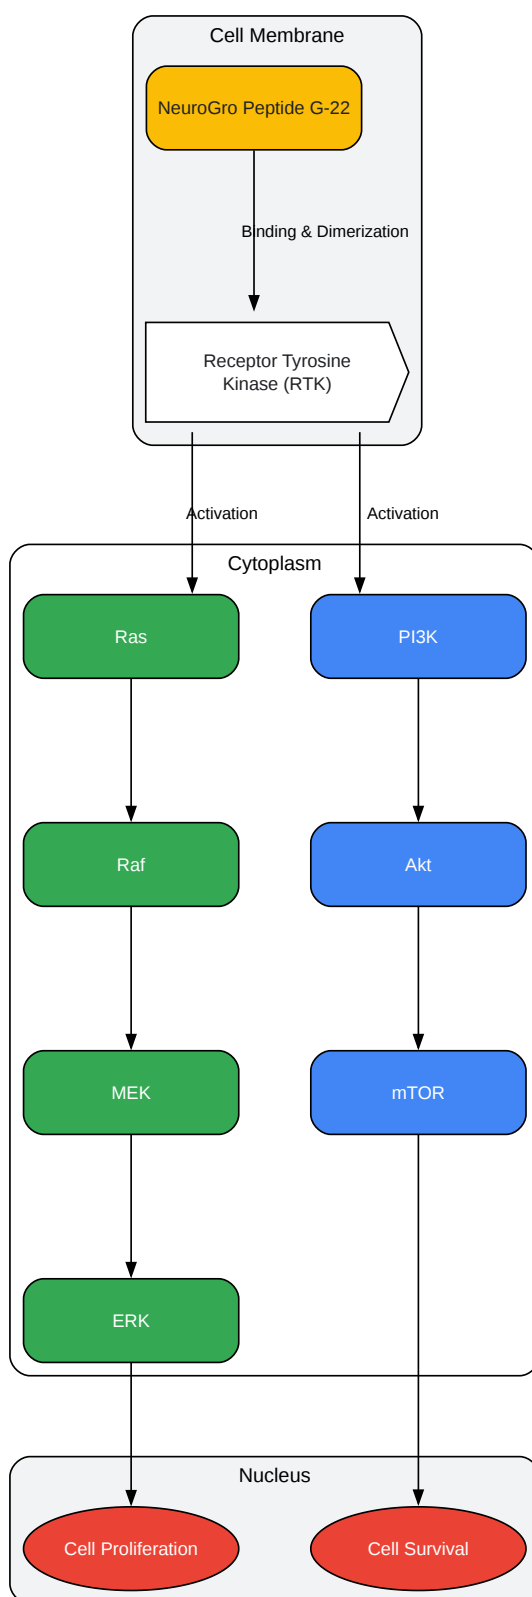 Cell Membrane
NeuroGro Peptide G-22
Binding & Dimerization
Receptor Tyrosine
Kinase (RTK)
Activation
Activation
Cytoplasm
Ras
PI3K
Raf
Akt
MEK
mTOR
ERK
Nucleus
Cell Proliferation
Cell Survival